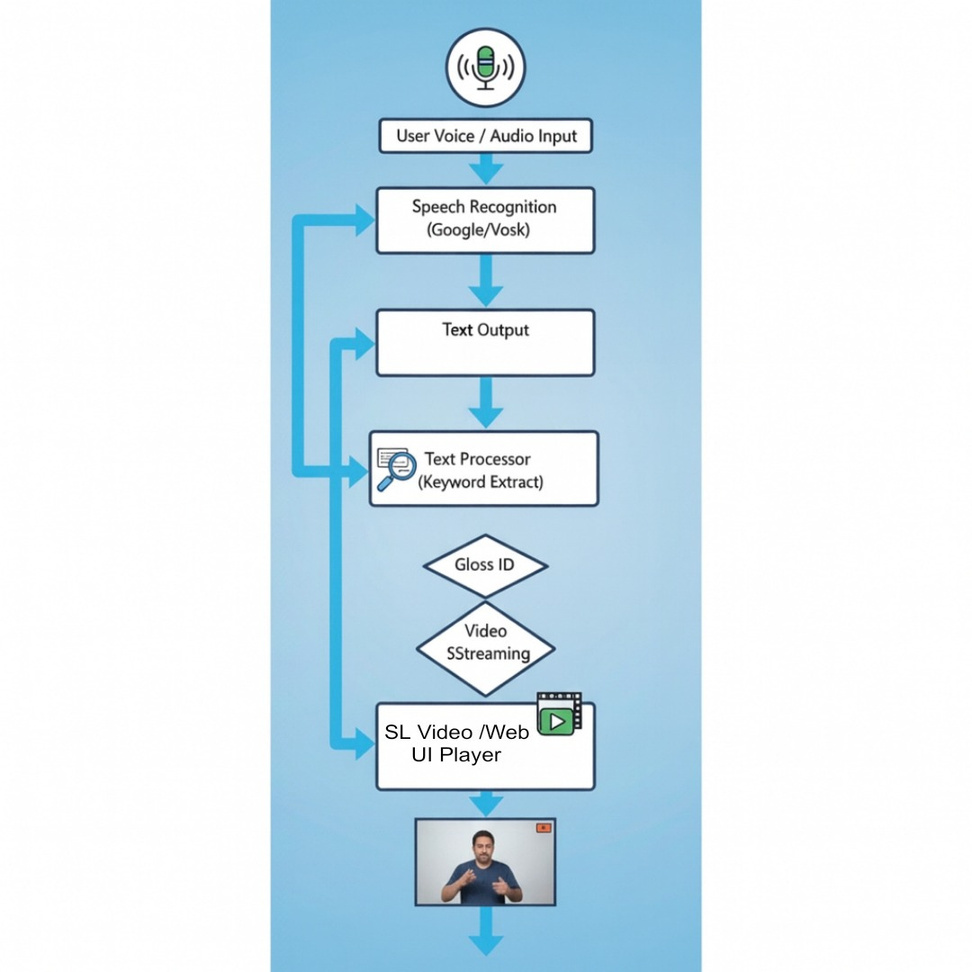 User Voice / Audio Input
Speech Recognition
(Google/Vosk)
Text Output
Text Processor
(Keyword Extract)
Gloss ID
Video
SStreaming
SL Video /Web
UI Player